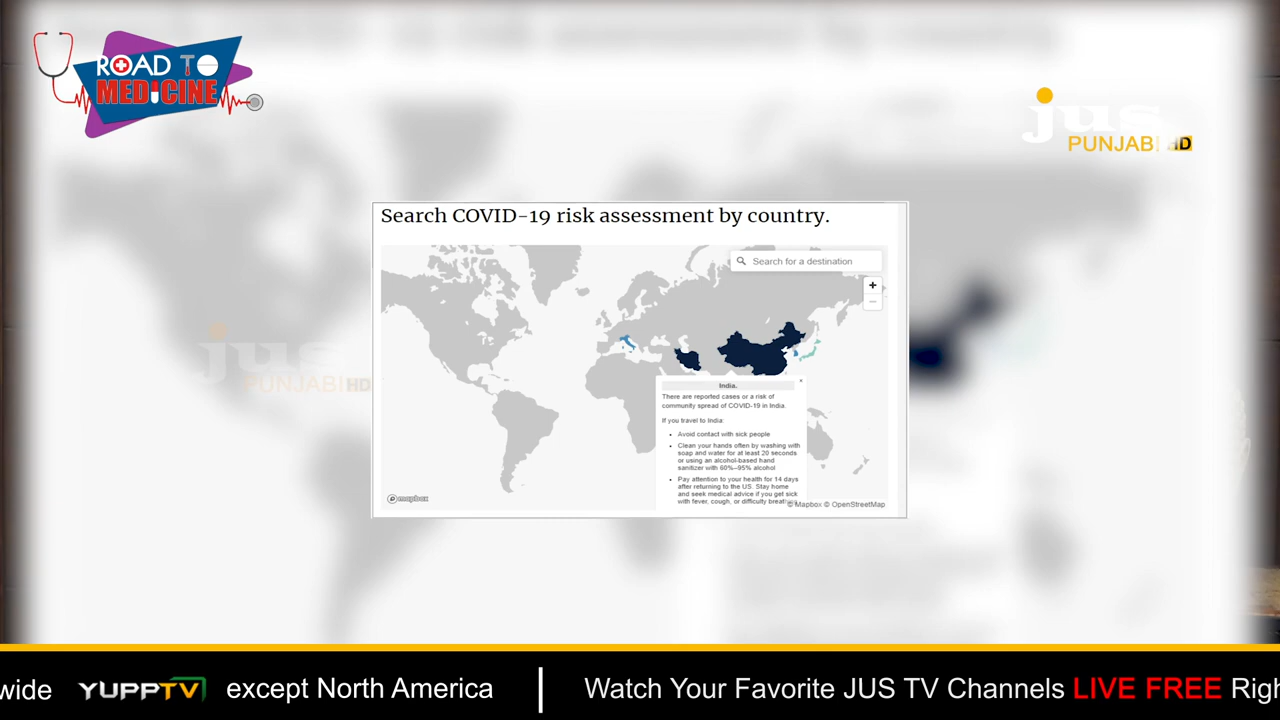 ROAD TO
MEDICINE
jus
PUNJABI HD
Search COVID-19 risk assessment by country.
Search for a destination
+
−
jus
PUNJABI HD
India.
×
There are reported cases or a risk of
community spread of COVID-19 in India.
If you travel to India:
• Avoid contact with sick people
• Clean your hands often by washing with
soap and water for at least 20 seconds
or using an alcohol-based hand
sanitizer with 60%–95% alcohol
• Pay attention to your health for 14 days
after returning to the US. Stay home
and seek medical advice if you get sick
with fever, cough, or difficulty
mapbox
© Mapbox © OpenStreetMap
wide YUPPTV except North America | Watch Your Favorite JUS TV Channels LIVE FREE Righ